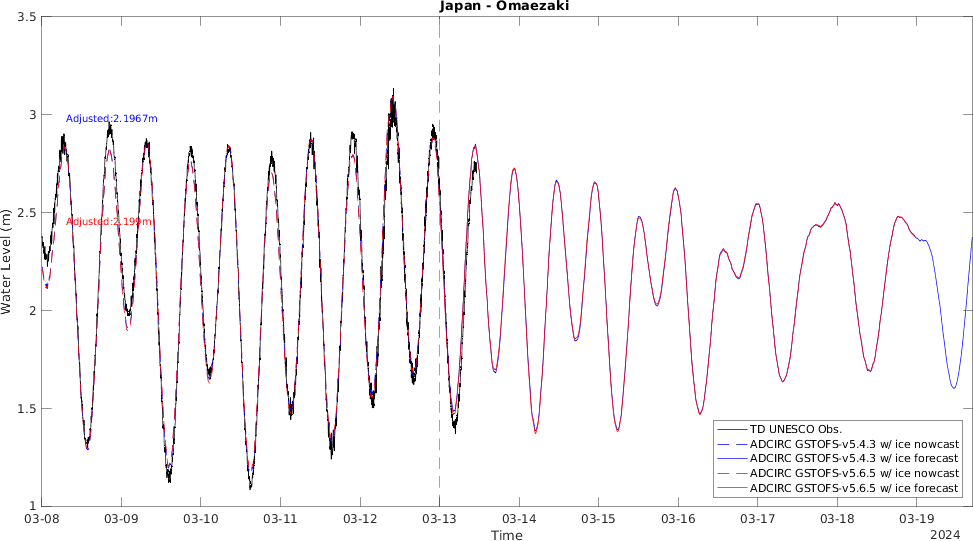 Japan - Omaezaki
3.5
3
2.5
2
1.5
1
Water Level (m)
Adjusted:2.1967m
Adjusted:2.199m
TD UNESCO Obs.
ADCIRC GSTOFS-v5.4.3 w/ ice nowcast
ADCIRC GSTOFS-v5.4.3 w/ ice forecast
ADCIRC GSTOFS-v5.6.5 w/ ice nowcast
ADCIRC GSTOFS-v5.6.5 w/ ice forecast
03-08 03-09 03-10 03-11 03-12 03-13 03-14 03-15 03-16 03-17 03-18 03-19
Time
2024